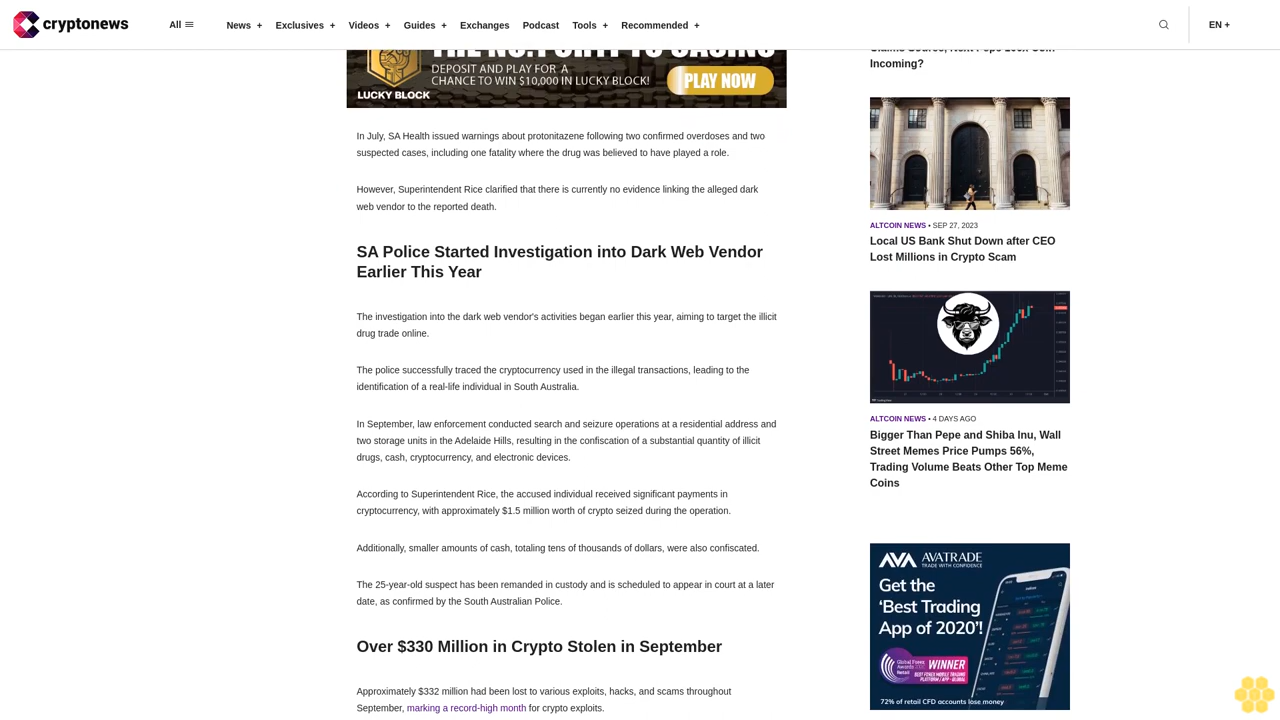 cryptonews
All
News +
Exclusives +
Videos +
Guides +
Exchanges
Podcast
Tools +
Recommended +
EN +
DEPOSIT AND PLAY FOR A
CHANCE TO WIN $10,000 IN LUCKY BLOCK!
PLAY NOW
LUCKY BLOCK
In July, SA Health issued warnings about protonitazene following two confirmed overdoses and two
suspected cases, including one fatality where the drug was believed to have played a role.
However, Superintendent Rice clarified that there is currently no evidence linking the alleged dark
web vendor to the reported death.
SA Police Started Investigation into Dark Web Vendor
Earlier This Year
The investigation into the dark web vendor's activities began earlier this year, aiming to target the illicit
drug trade online.
The police successfully traced the cryptocurrency used in the illegal transactions, leading to the
identification of a real-life individual in South Australia.
In September, law enforcement conducted search and seizure operations at a residential address and
two storage units in the Adelaide Hills, resulting in the confiscation of a substantial quantity of illicit
drugs, cash, cryptocurrency, and electronic devices.
According to Superintendent Rice, the accused individual received significant payments in
cryptocurrency, with approximately $1.5 million worth of crypto seized during the operation.
Additionally, smaller amounts of cash, totaling tens of thousands of dollars, were also confiscated.
The 25-year-old suspect has been remanded in custody and is scheduled to appear in court at a later
date, as confirmed by the South Australian Police.
Over $330 Million in Crypto Stolen in September
Approximately $332 million had been lost to various exploits, hacks, and scams throughout
September, marking a record-high month for crypto exploits.
Incoming?
ALTCOIN NEWS • SEP 27, 2023
Local US Bank Shut Down after CEO
Lost Millions in Crypto Scam
ALTCOIN NEWS • 4 DAYS AGO
Bigger Than Pepe and Shiba Inu, Wall
Street Memes Price Pumps 56%,
Trading Volume Beats Other Top Meme
Coins
AVA AVATRADE
TRADE WITH CONFIDENCE
Get the
'Best Trading
App of 2020'!
WINNER
72% of retail CFD accounts lose money